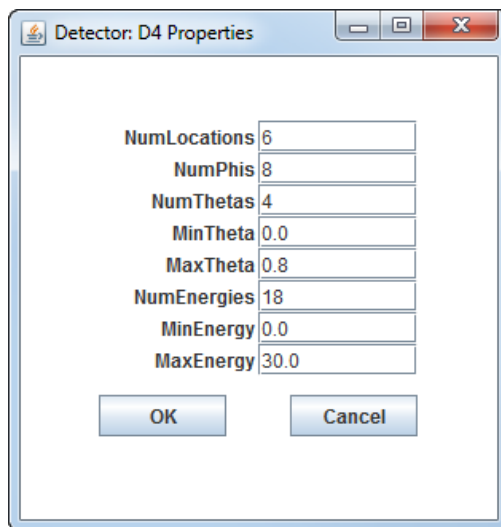 Detector: D4 Properties
NumLocations 6
NumPhis 8
NumThetas 4
MinTheta 0.0
MaxTheta 0.8
NumEnergies 18
MinEnergy 0.0
MaxEnergy 30.0
OK Cancel